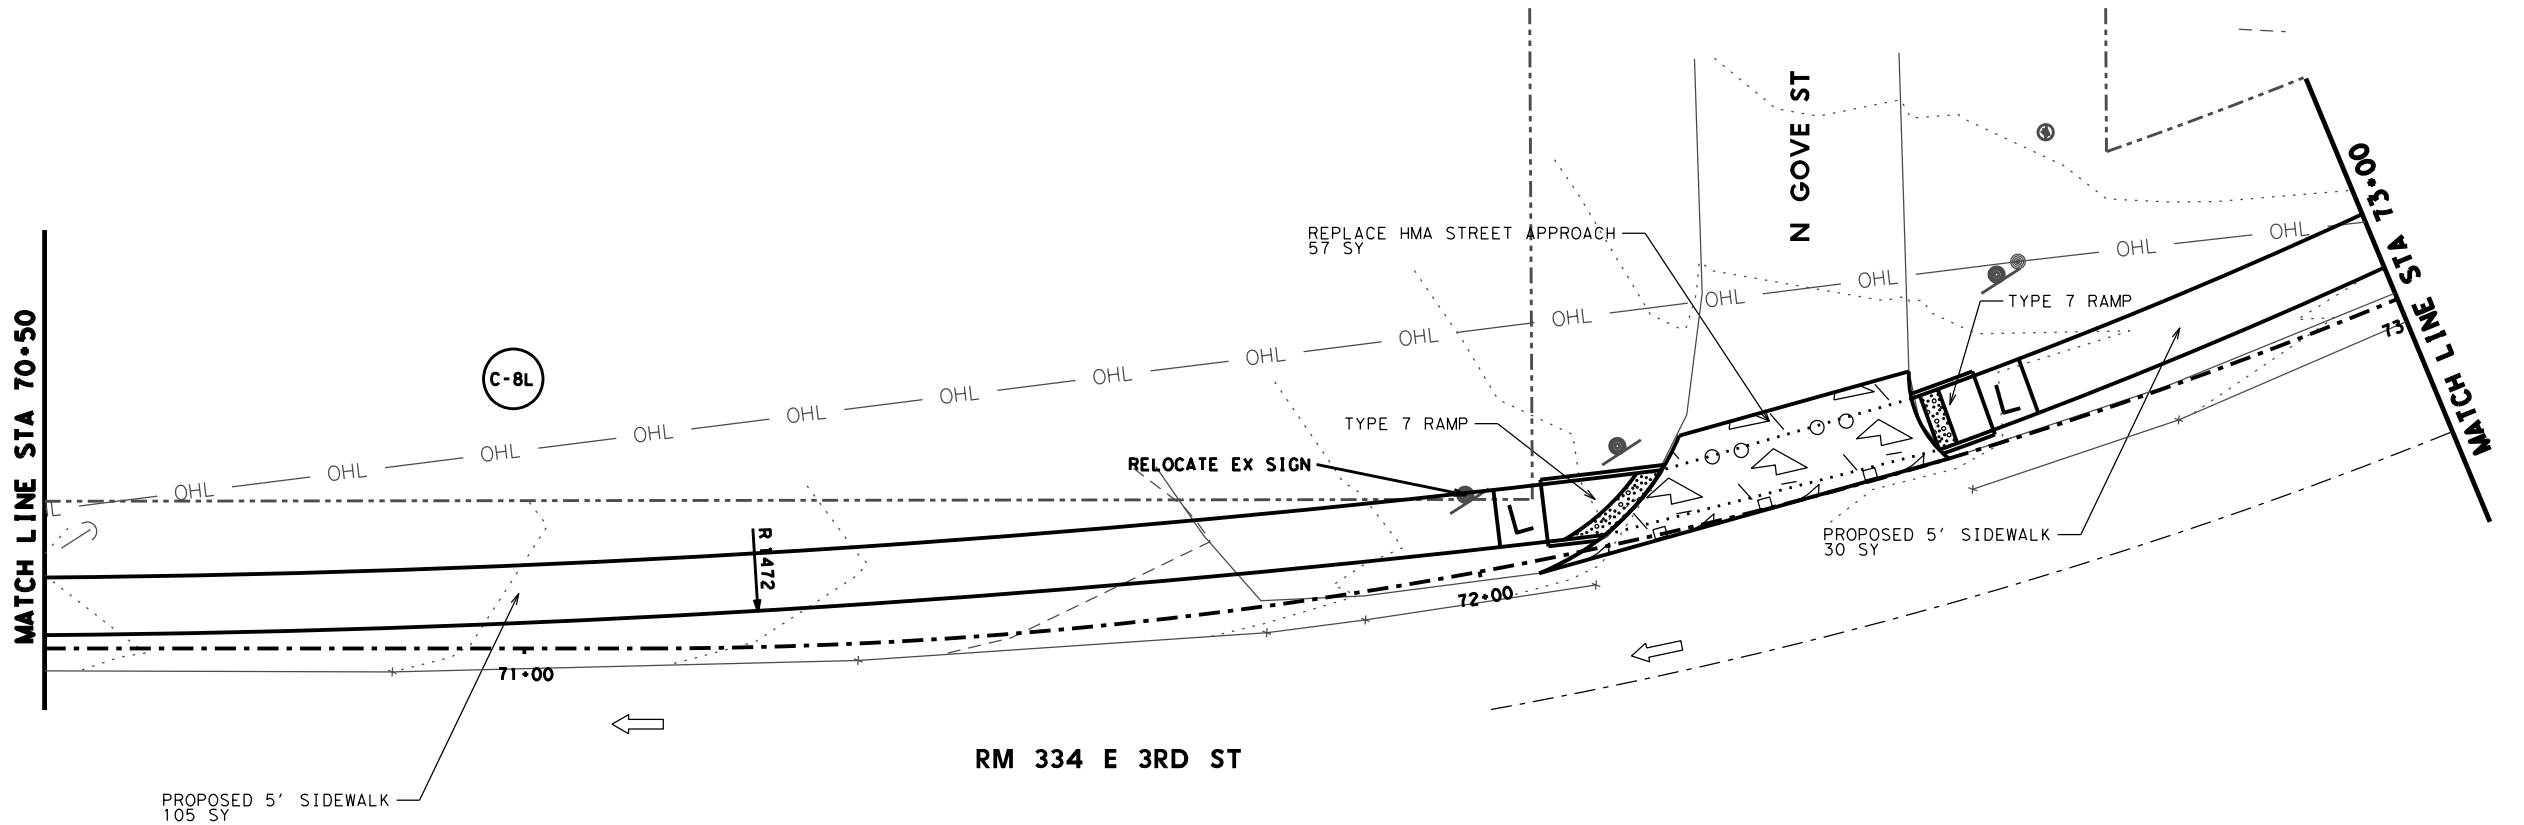 MATCH LINE STA 70+50
C-8L
OHL
OHL
OHL
OHL
OHL
OHL
OHL
OHL
OHL
OHL
OHL
OHL
OHL
OHL
N GOVE ST
REPLACE HMA STREET APPROACH
57 SY
TYPE 7 RAMP
TYPE 7 RAMP
RELOCATE EX SIGN
R 1472
L
L
71+00
72+00
73
PROPOSED 5' SIDEWALK
30 SY
PROPOSED 5' SIDEWALK
105 SY
RM 334 E 3RD ST
MATCH LINE STA 73+00